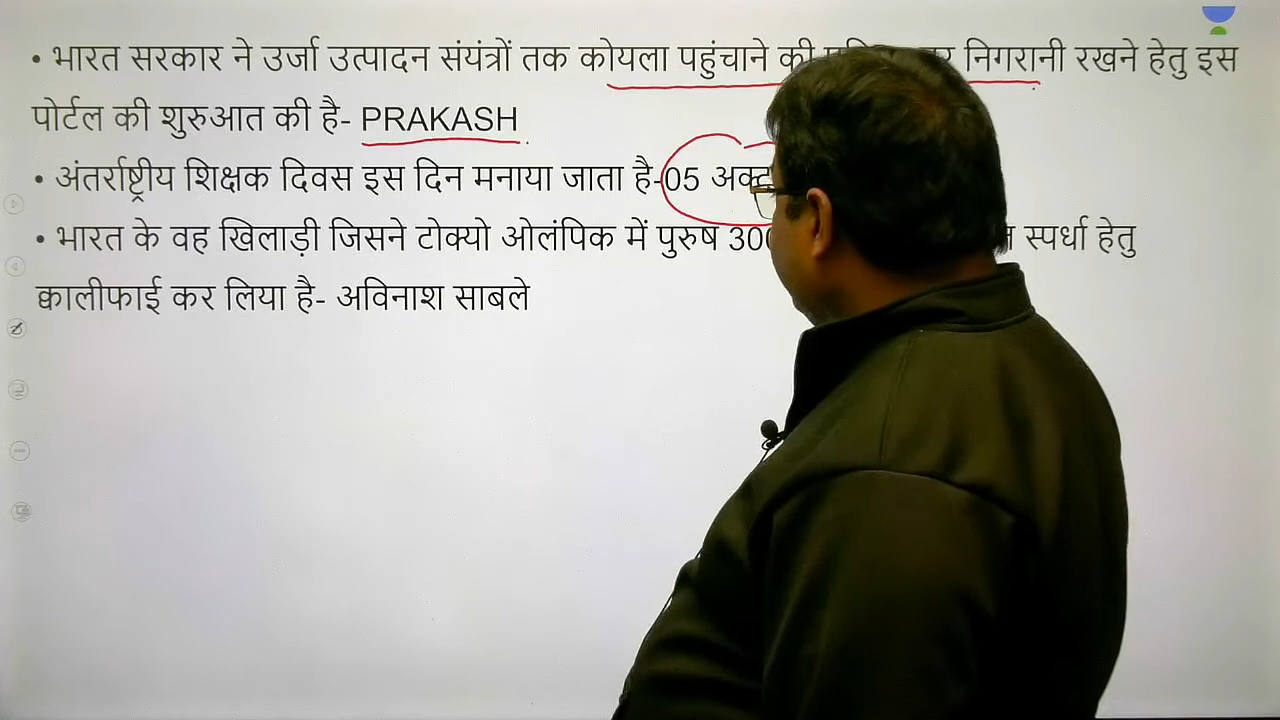 • भारत सरकार ने उर्जा उत्पादन संयंत्रों तक कोयला पहुंचाने की निगरानी रखने हेतु इस
पोर्टल की शुरुआत की है- PRAKASH
• अंतर्राष्ट्रीय शिक्षक दिवस इस दिन मनाया जाता है-05
• भारत के वह खिलाड़ी जिसने टोक्यो ओलंपिक में पुरुष स्पर्धा हेतु
क्वालीफाई कर लिया है- अविनाश साबले